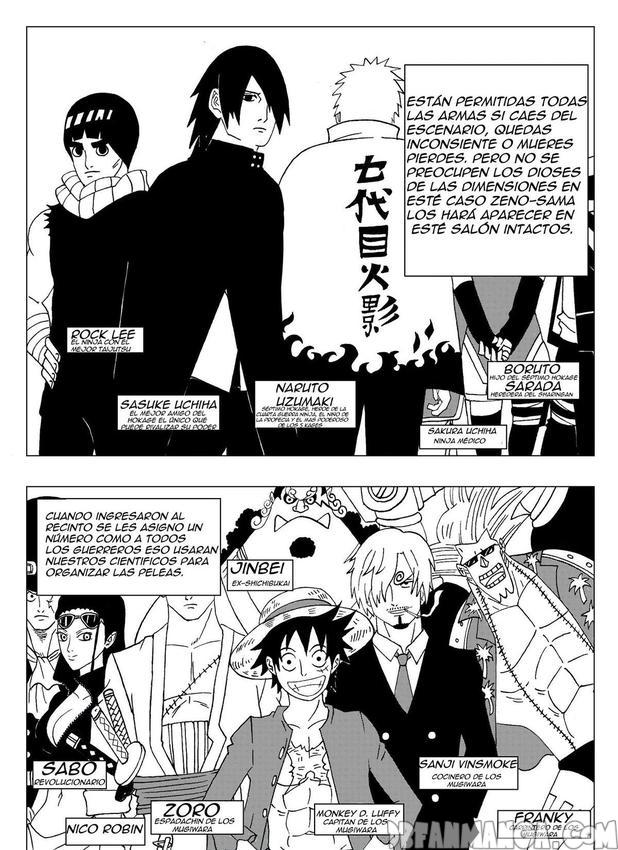 ESTÁN PERMITIDAS TODAS
LAS ARMAS SI CAES DEL
ESCENARIO, QUEDAS
INCONSIENTE O MUERES
PIERDES. PERO NO SE
PREOCUPEN LOS DIOSES
DE LAS DIMENSIONES EN
ESTÉ CASO ZENO-SAMA
LOS HARÁ APARECER EN
ESTÉ SALÓN INTACTOS.
七代目火影
ROCK LEE
EL NINJA CON EL
MEJOR TAIJUTSU
SASUKE UCHIHA
EL MEJOR AMIGO DEL
HOKAGE EL ÚNICO QUE
PUEDE RIVALIZAR SU PODER
NARUTO
UZUMAKI
SÉPTIMO HOKAGE, HEROE DE LA
CUARTA GUERRA NINJA, EL NIÑO DE
LA PROFECIA Y EL MAS PODEROSO
DE LOS 5 KAGES
SAKURA UCHIHA
NINJA MÉDICO
BORUTO
HIJO DEL SÉPTIMO HOKAGE
SARADA
HEREDERA DEL SHARINGAN
CUANDO INGRESARON AL
RECINTO SE LES ASIGNO UN
NÚMERO COMO A TODOS
LOS GUERREROS ESO USARAN
NUESTROS CIENTIFICOS PARA
ORGANIZAR LAS PELEAS.
JINBEI
EX-SHICHIBUKAI
SABO
REVOLUCIONARIO
NICO ROBIN
ZORO
ESPADACHIN DE LOS
MUGIWARA
MONKEY D. LUFFY
CAPITAN DE LOS
MUGIWARA
SANJI VINSMOKE
COCINERO DE LOS
MUGIWARA
FRANKY
CARPINTERO DE LOS
MUGIWARA
DBFANMANGA.COM